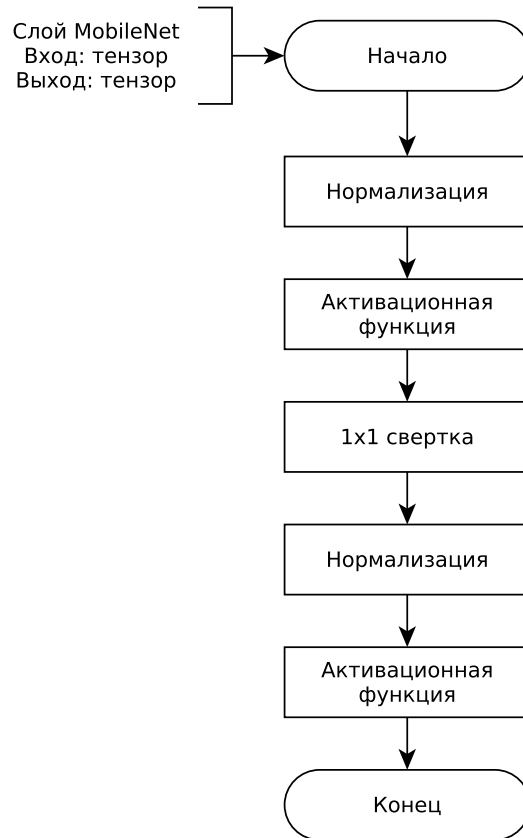 Слой MobileNet
Вход: тензор
Выход: тензор
Начало
Нормализация
Активационная
функция
1x1 свертка
Нормализация
Активационная
функция
Конец